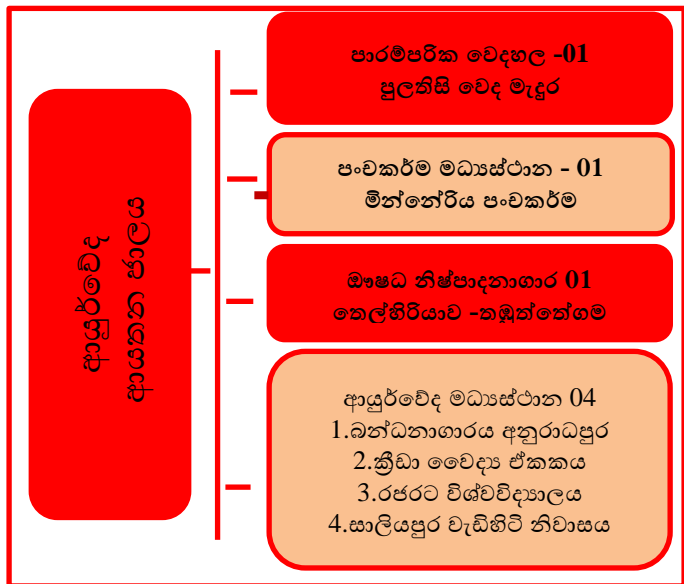 ආයුර්වේද
ආයතන ජාලය
පාරම්පරික වෙදහල -01
පුලතිසි වෙද මැදුර
පංචකර්ම මධ්‍යස්ථාන - 01
මින්නේරිය පංචකර්ම
ඖෂධ නිෂ්පාදනාගාර 01
තෙල්හිරියාව -තඹුත්තේගම
ආයුර්වේද මධ්‍යස්ථාන 04
1.බන්ධනාගාරය අනුරාධපුර
2.ක්‍රීඩා වෛද්‍ය ඒකකය
3.රජරට විශ්වවිද්‍යාලය
4.සාලියපුර වැඩිහිටි නිවාසය